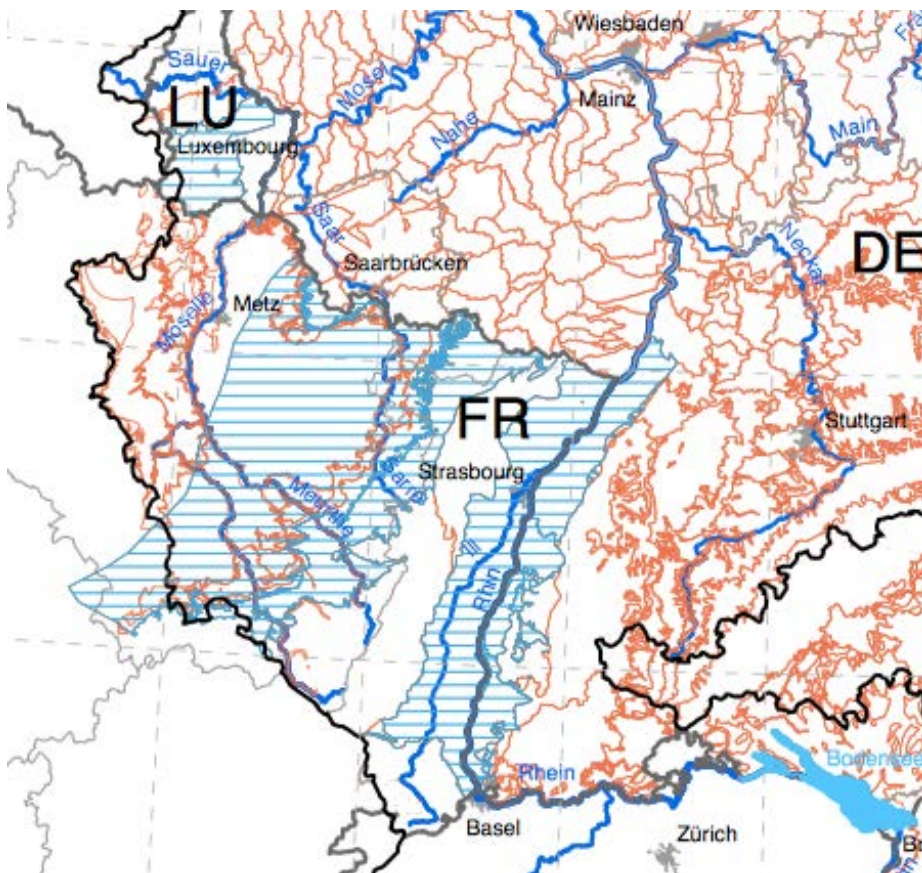 Wiesbaden
Sauer
Mosel
LU
Mainz
Nahe
Main
Luxembourg
Saar
Neckar
DE
Saarbrücken
Metz
Moselle
FR
Stuttgart
Strasbourg
Sarre
Meurthe
Ill
Rhin
Bodensee
Rhein
Basel
Zürich